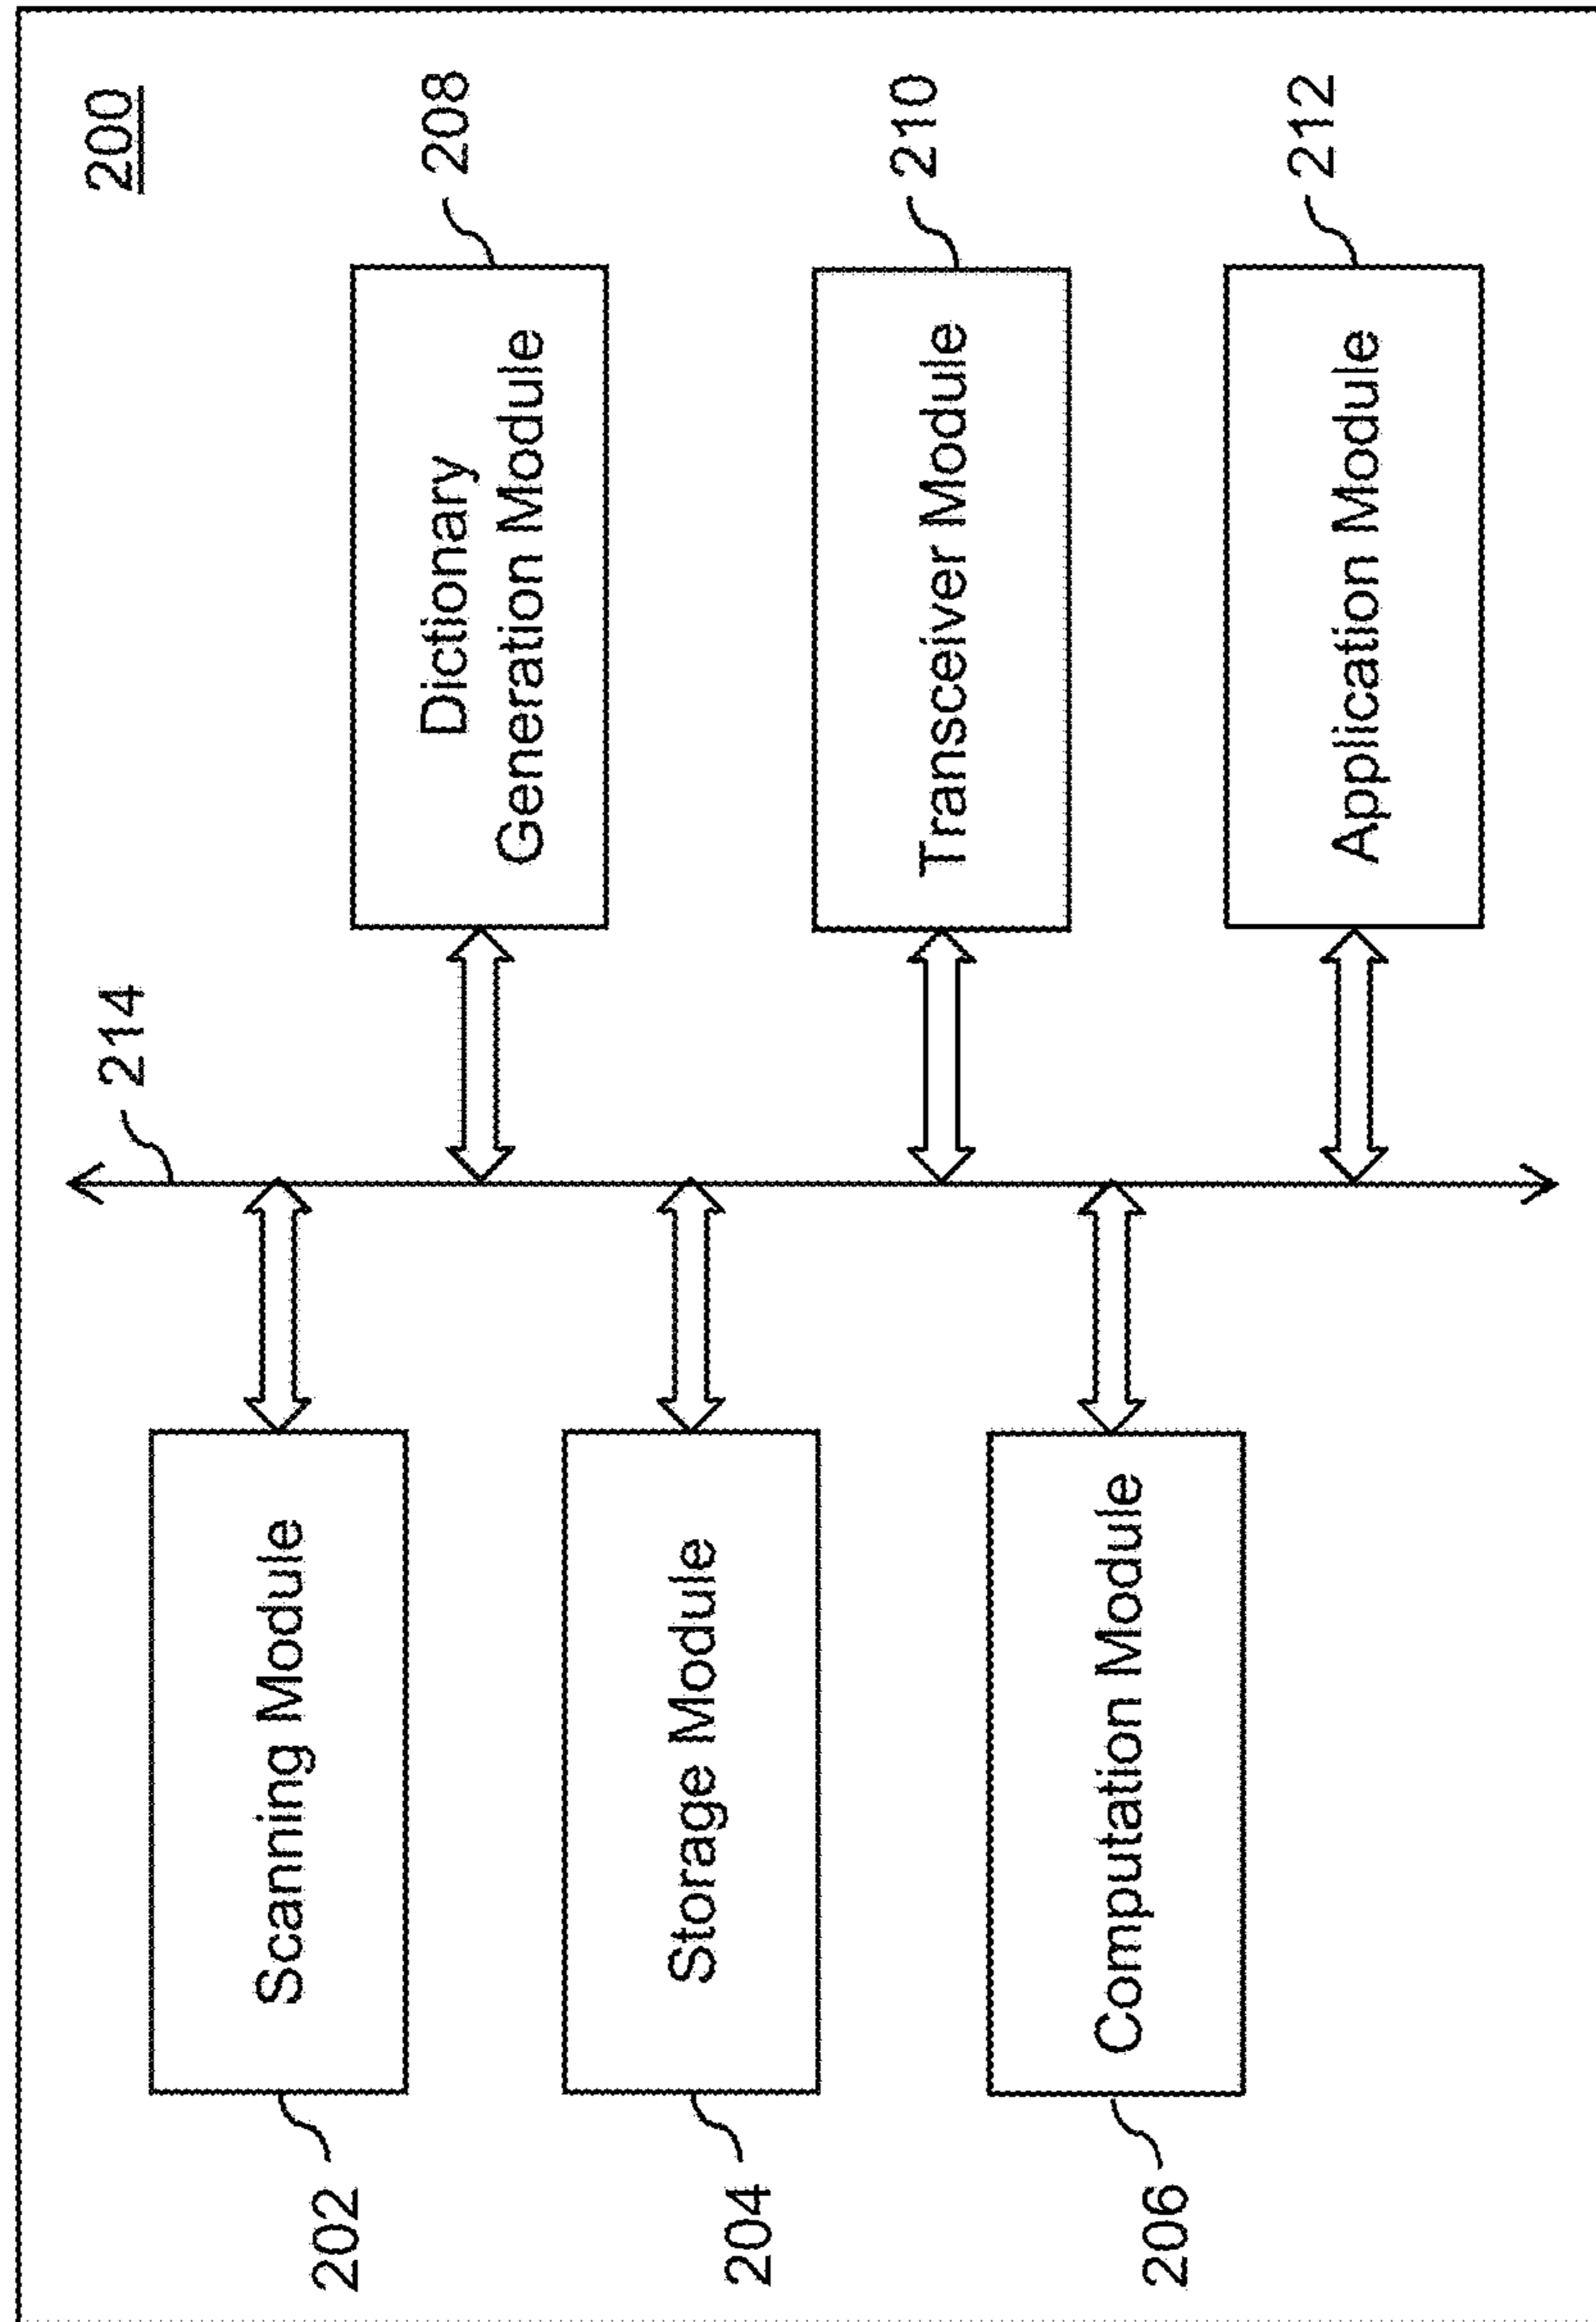 200
214
202
Scanning Module
Dictionary
Generation Module
208
204
Storage Module
Transceiver Module
210
206
Computation Module
Application Module
212